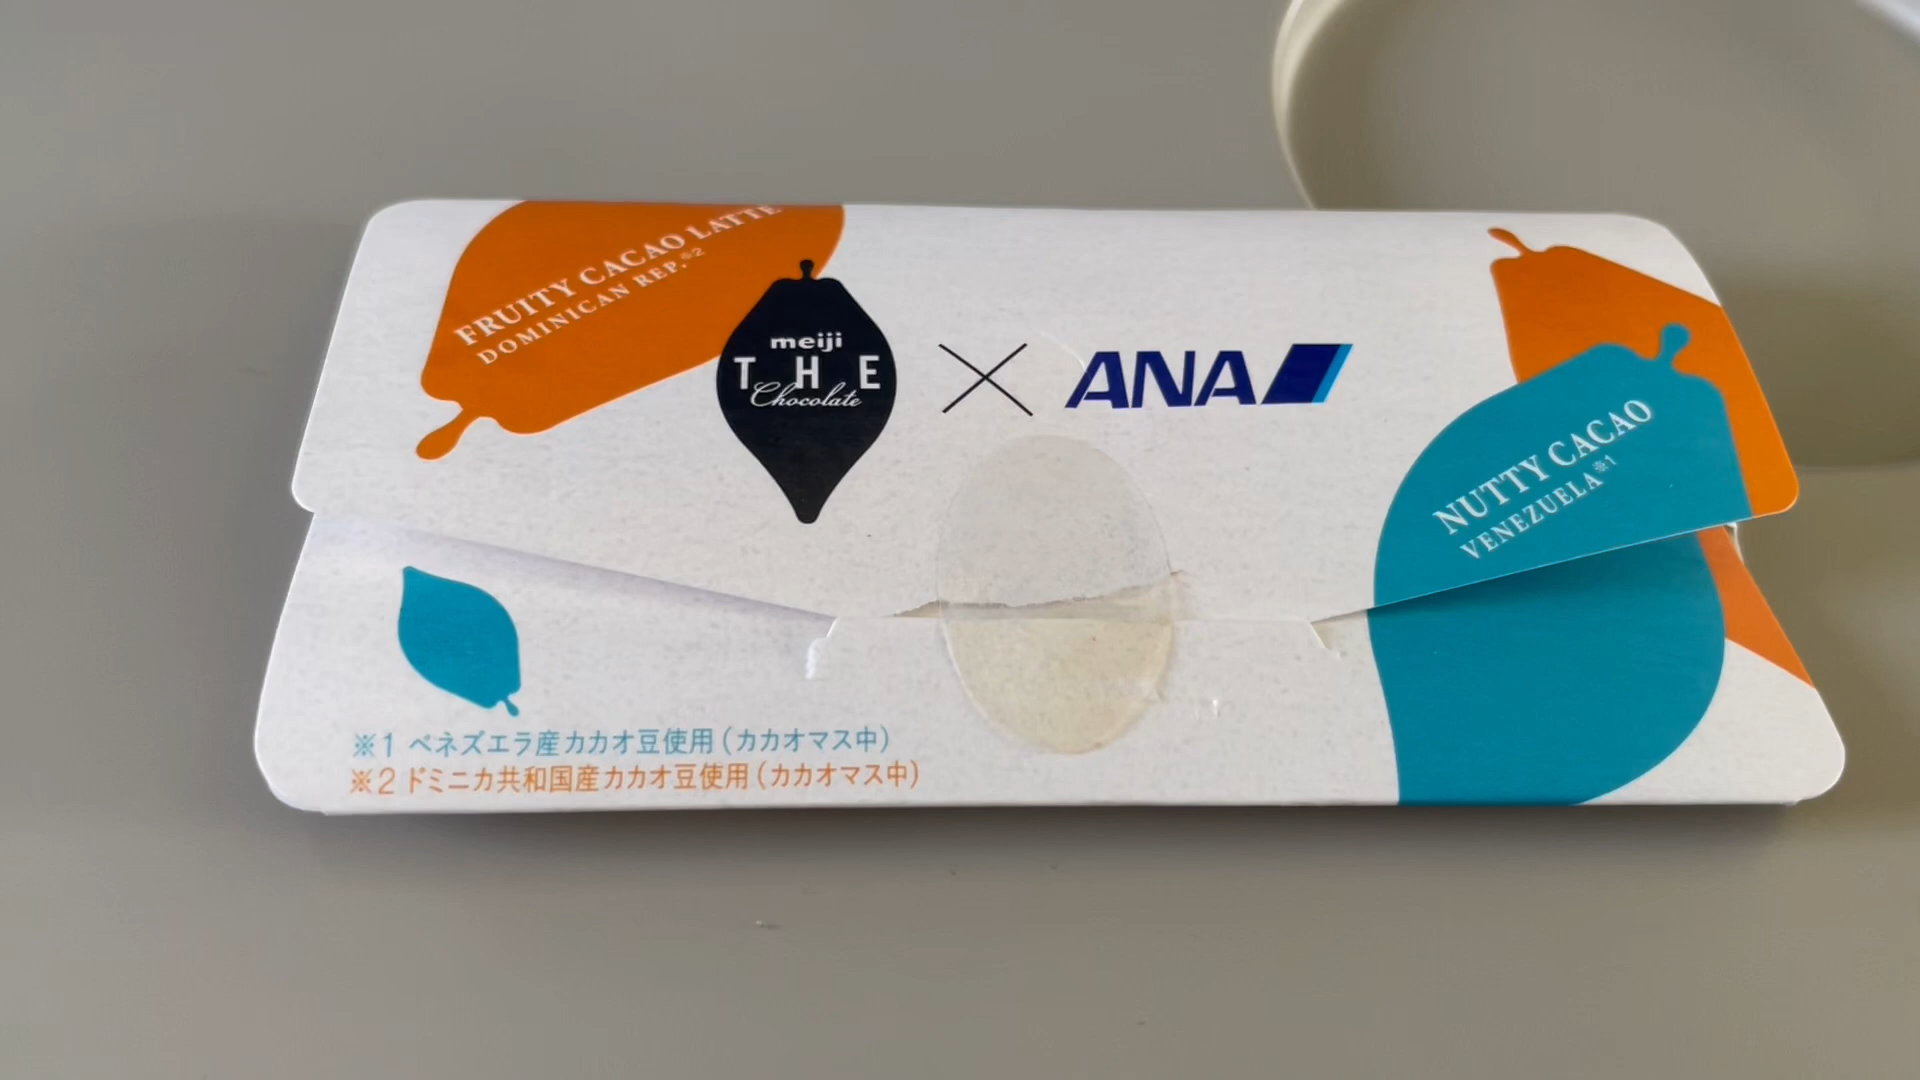 FRUITY CACAO LATTE
DOMINICAN REP.※2
meiji
THE
Chocolate
ANA
NUTTY CACAO
VENEZUELA※1
※1 ベネズエラ産カカオ豆使用(カカオマス中)
※2 ドミニカ共和国産カカオ豆使用(カカオマス中)